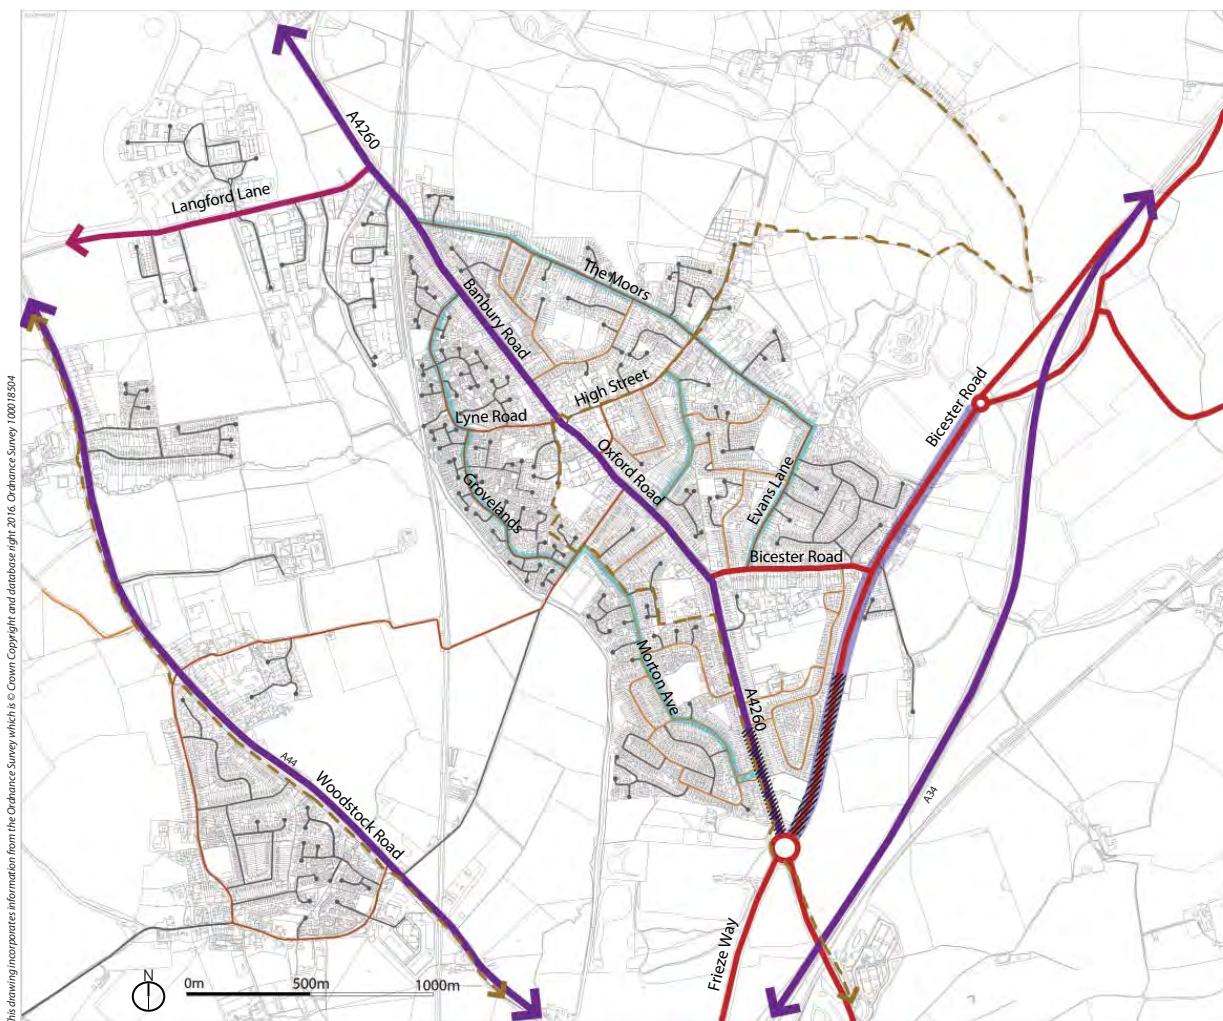 A4260
Langford Lane
The Moors
Banbury Road
High Street
Lyne Road
Bicester Road
Oxford Road
Grovelands
Evans Lane
Bicester Road
Morton Ave
A4260
A44
Woodstock Road
A34
Frieze Way
N
0m 500m 1000m
This drawing incorporates information from the Ordnance Survey which is © Crown Copyright and database right 2016. Ordnance Survey 100018504